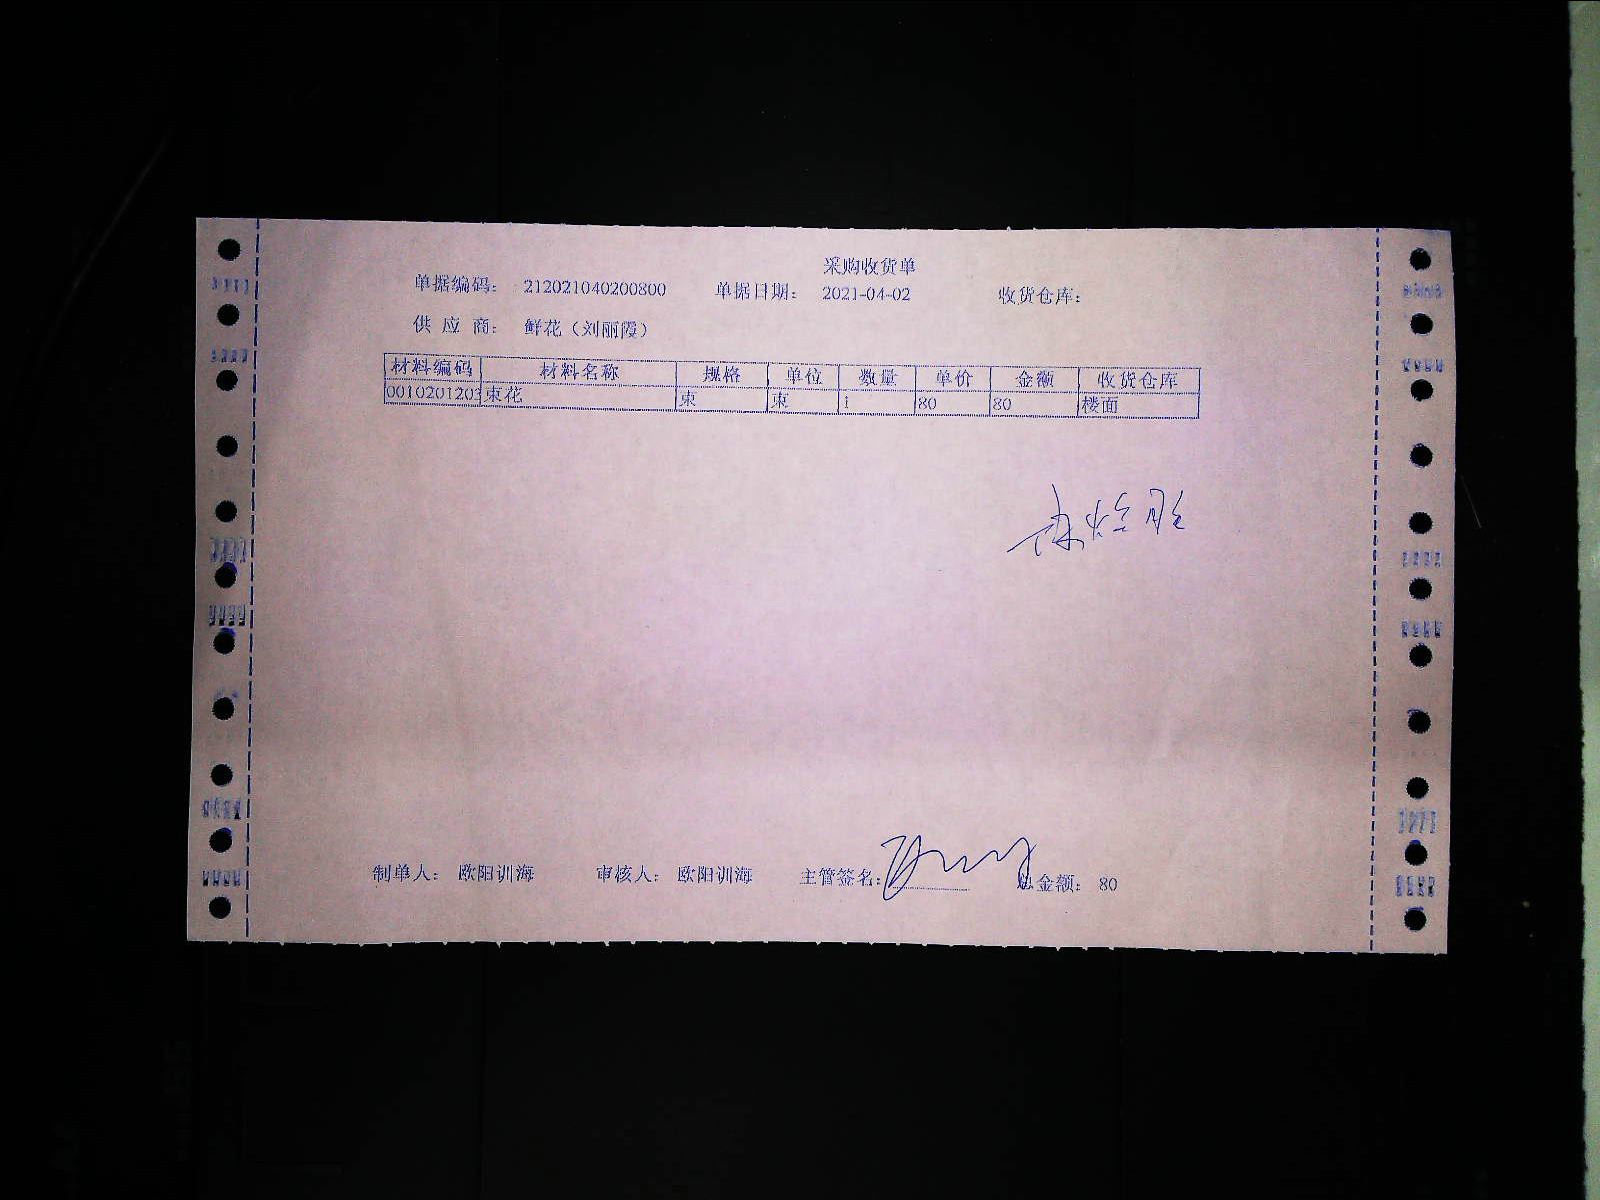 采购收货单
单据编码： 212021040200800 单据日期： 2021-04-02 收货仓库：
供 应 商： 鲜花（刘丽霞）
材料编码 材料名称 规格 单位 数量 单价 金额 收货仓库
0010201203 束花 束 束 1 80 80 楼面
制单人： 欧阳训海 审核人： 欧阳训海 主管签名： 总金额： 80